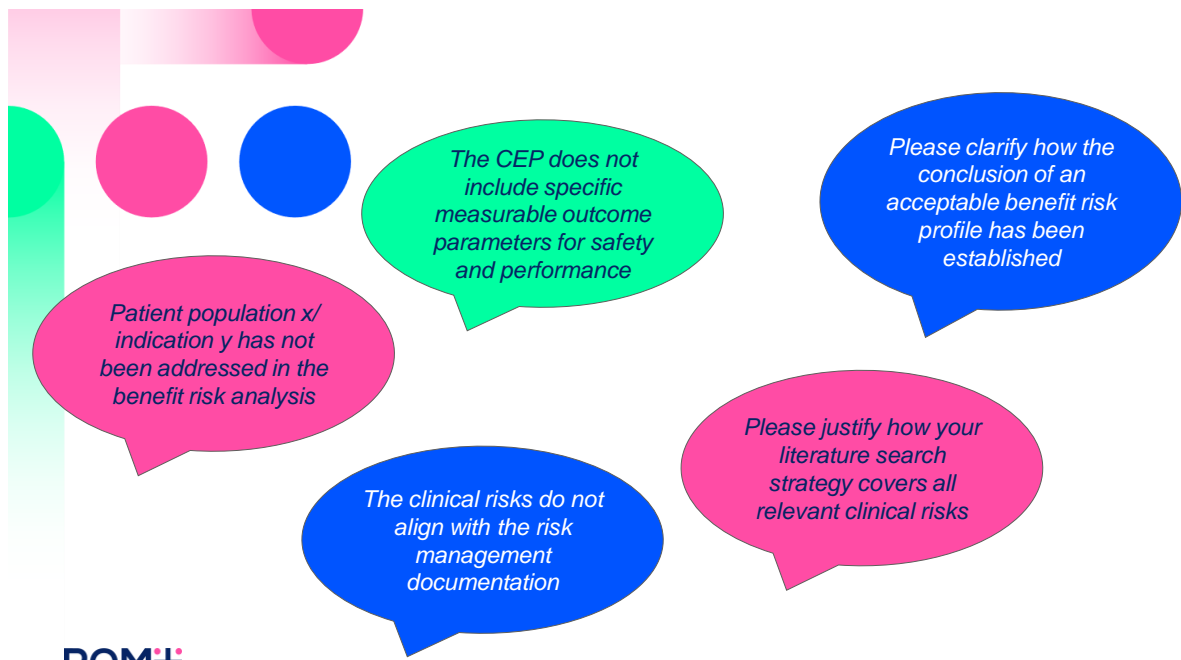 The CEP does not
include specific
measurable outcome
parameters for safety
and performance
Please clarify how the
conclusion of an
acceptable benefit risk
profile has been
established
Patient population x/
indication y has not
been addressed in the
benefit risk analysis
Please justify how your
literature search
strategy covers all
relevant clinical risks
The clinical risks do not
align with the risk
management
documentation